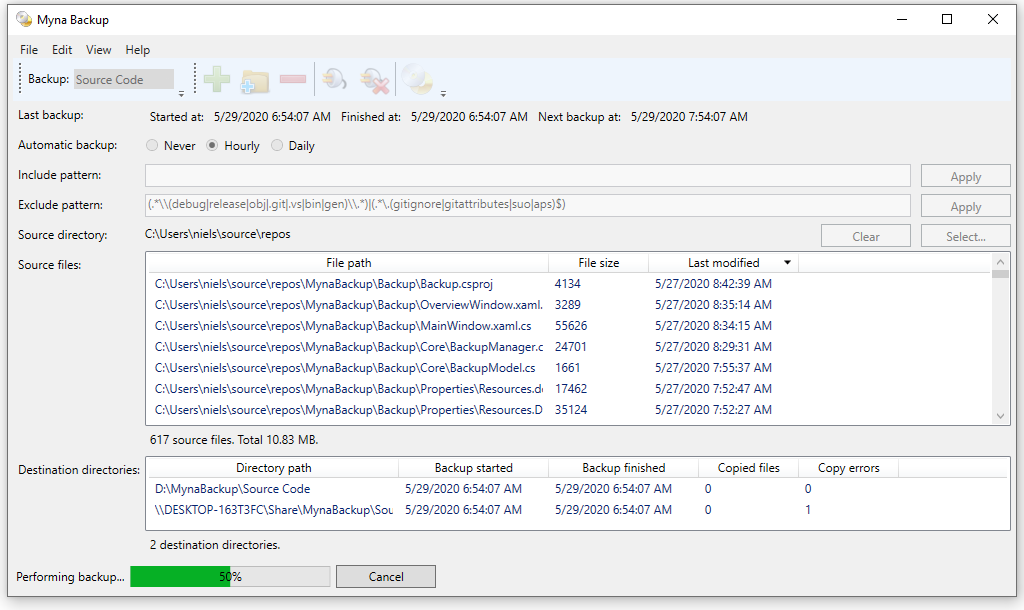 Myna Backup
File Edit View Help
Backup: Source Code
Last backup: Started at: 5/29/2020 6:54:07 AM Finished at: 5/29/2020 6:54:07 AM Next backup at: 5/29/2020 7:54:07 AM
Automatic backup: Never Hourly Daily
Include pattern: Apply
Exclude pattern: (.*\\(debug|release|obj|.git|.vs|bin|gen)\\.*)|(.*\.(gitignore|gitattributes|suo|aps)$) Apply
Source directory: C:\Users\niels\source\repos Clear Select...
Source files: File path File size Last modified
C:\Users\niels\source\repos\MynaBackup\Backup\Backup.csproj 4134 5/27/2020 8:42:39 AM
C:\Users\niels\source\repos\MynaBackup\Backup\OverviewWindow.xaml. 3289 5/27/2020 8:35:14 AM
C:\Users\niels\source\repos\MynaBackup\Backup\MainWindow.xaml.cs 55626 5/27/2020 8:34:15 AM
C:\Users\niels\source\repos\MynaBackup\Backup\Core\BackupManager.c 24701 5/27/2020 8:29:31 AM
C:\Users\niels\source\repos\MynaBackup\Backup\Core\BackupModel.cs 1661 5/27/2020 7:55:37 AM
C:\Users\niels\source\repos\MynaBackup\Backup\Properties\Resources.de 17462 5/27/2020 7:52:47 AM
C:\Users\niels\source\repos\MynaBackup\Backup\Properties\Resources.D 35124 5/27/2020 7:52:27 AM
617 source files. Total 10.83 MB.
Destination directories: Directory path Backup started Backup finished Copied files Copy errors
D:\MynaBackup\Source Code 5/29/2020 6:54:07 AM 5/29/2020 6:54:07 AM 0 0
\\DESKTOP-163T3FC\Share\MynaBackup\Sou 5/29/2020 6:54:07 AM 5/29/2020 6:54:07 AM 0 1
2 destination directories.
Performing backup... 50% Cancel